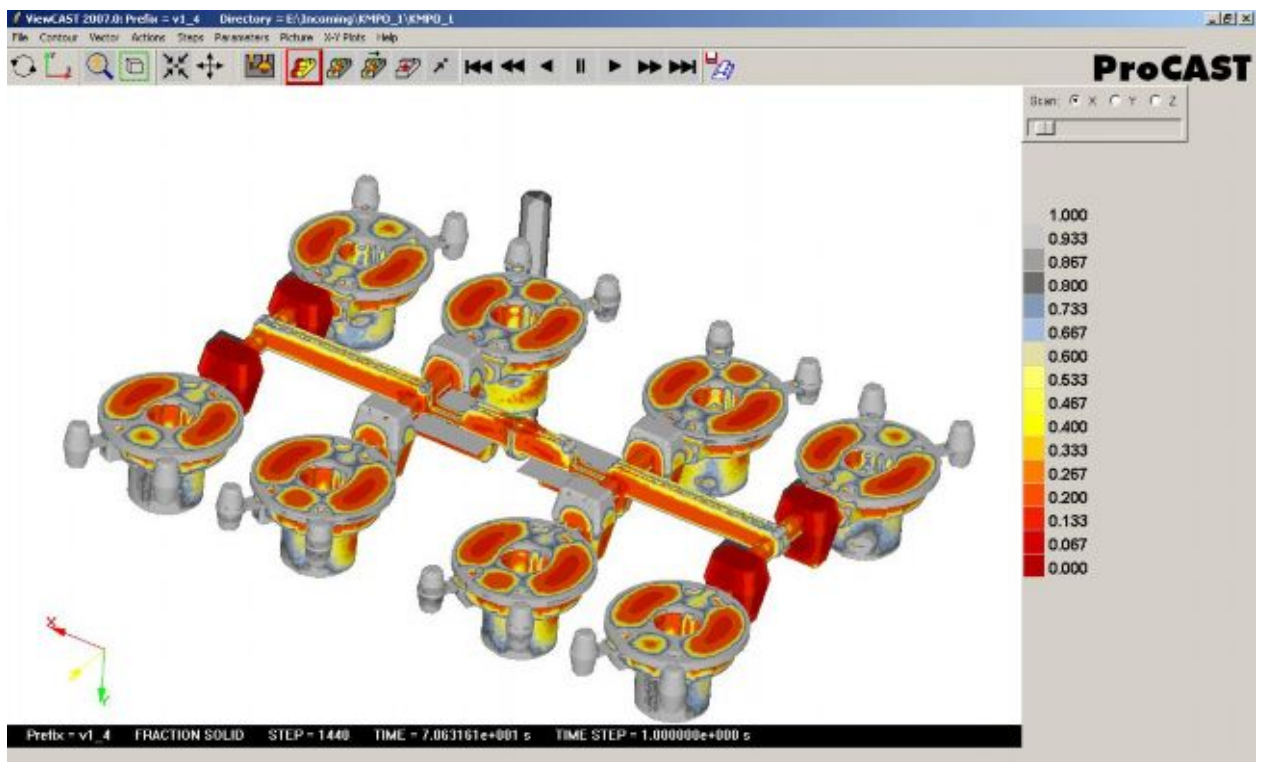 ViewCAST 2007.0: Prefix = v1_4 Directory = E:\Incoming\KMPO_1\KMPO_1
File Contour Vector Actions Steps Parameters Picture X-Y Plots Help
ProCAST
Scan: X Y Z
1.000
0.933
0.867
0.800
0.733
0.667
0.600
0.533
0.467
0.400
0.333
0.267
0.200
0.133
0.067
0.000
X
Y
Prefix = v1_4 FRACTION SOLID STEP = 1440 TIME = 7.063161e+001 s TIME STEP = 1.000000e+000 s